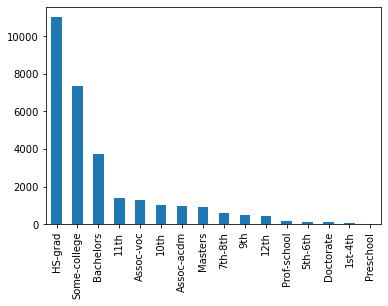 10000
8000
6000
4000
2000
0
HS-grad
Some-college
Bachelors
11th
Assoc-voc
10th
Assoc-acdm
Masters
7th-8th
9th
12th
Prof-school
5th-6th
Doctorate
1st-4th
Preschool